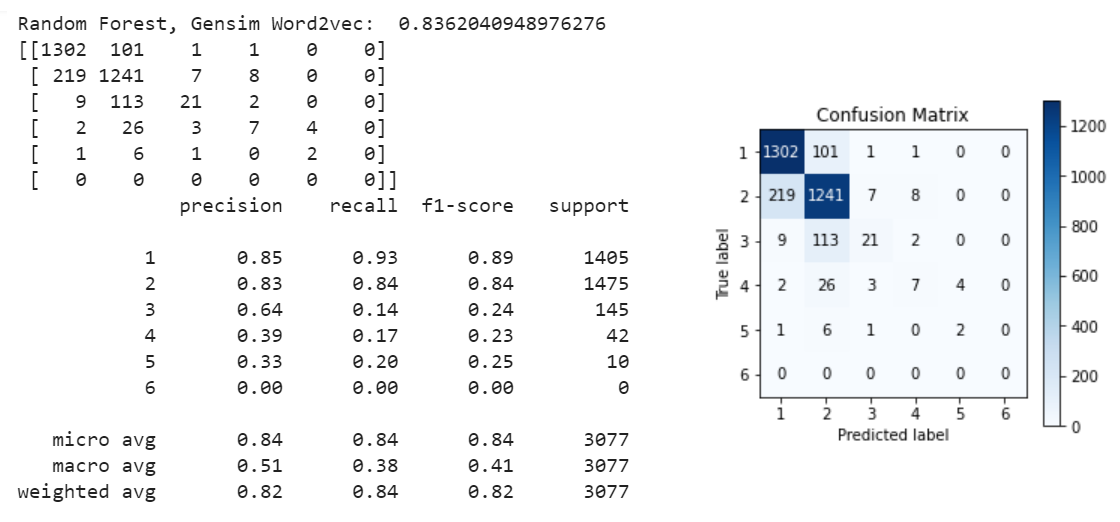 Random Forest, Gensim Word2vec:  0.8362040948976276
[[1302  101    1    1    0    0]
 [ 219 1241    7    8    0    0]
 [   9  113   21    2    0    0]
 [   2   26    3    7    4    0]
 [   1    6    1    0    2    0]
 [   0    0    0    0    0    0]]
              precision    recall  f1-score   support
           1       0.85      0.93      0.89      1405
           2       0.83      0.84      0.84      1475
           3       0.64      0.14      0.24       145
           4       0.39      0.17      0.23        42
           5       0.33      0.20      0.25        10
           6       0.00      0.00      0.00         0
   micro avg       0.84      0.84      0.84      3077
   macro avg       0.51      0.38      0.41      3077
weighted avg       0.82      0.84      0.82      3077
Confusion Matrix
True label
1 1302 101 1 1 0 0
2 219 1241 7 8 0 0
3 9 113 21 2 0 0
4 2 26 3 7 4 0
5 1 6 1 0 2 0
6 0 0 0 0 0 0
1 2 3 4 5 6
Predicted label
1200
1000
800
600
400
200
0